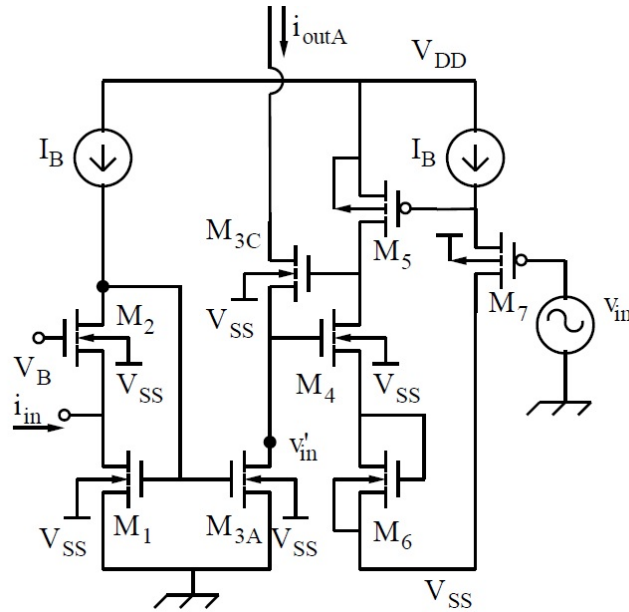 i_outA
V_DD
I_B
I_B
M_3C
M_5
M_7
v_in
M_2
V_SS
V_B
V_SS
M_4
V_SS
i_in
v'_in
V_SS
M_1
M_3A
V_SS
M_6
V_SS